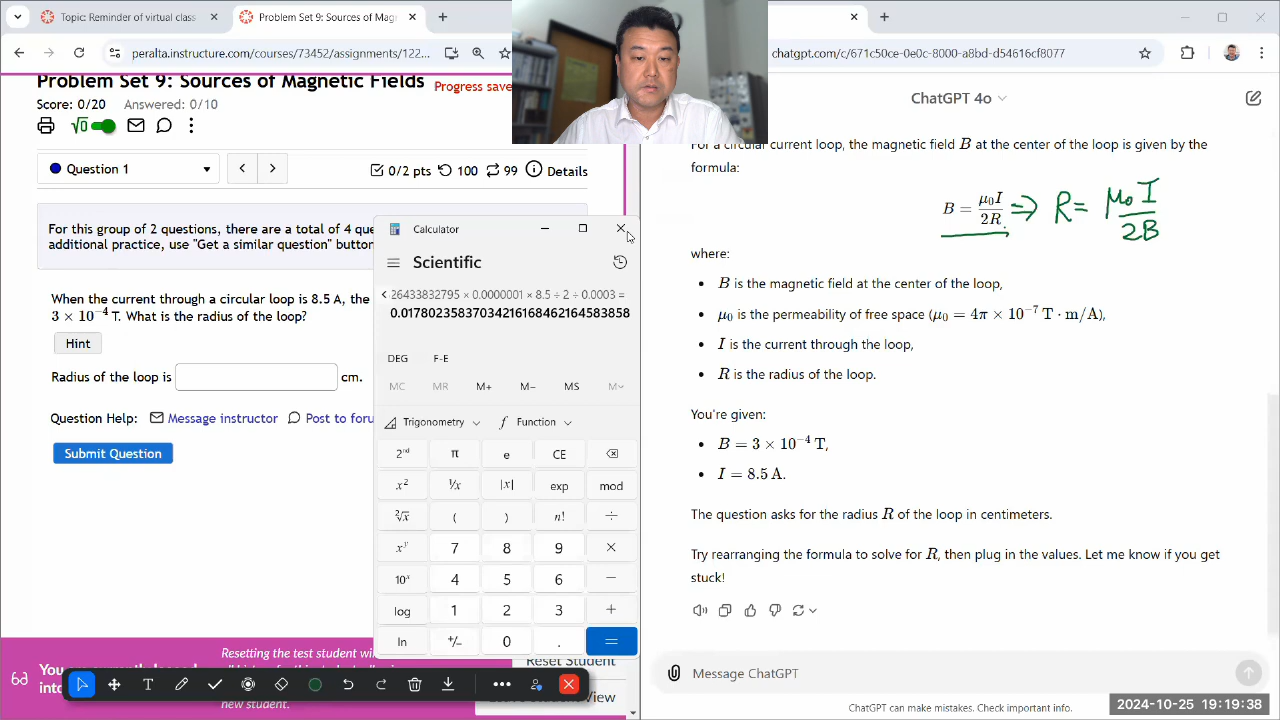 Topic: Reminder of virtual class
Problem Set 9: Sources of Mag
peralta.instructure.com/courses/73452/assignments/122...
chatgpt.com/c/671c50ce-de0c-8000-a8bd-d54616cf8077
Problem Set 9: Sources of Magnetic Fields
Progress save
Score: 0/20 Answered: 0/10
√0
Question 1
0/2 pts 100 99 Details
For this group of 2 questions, there are a total of 4 que
additional practice, use "Get a similar question" button
When the current through a circular loop is 8.5 A, the
3 × 10⁻⁴ T. What is the radius of the loop?
Hint
Radius of the loop is cm.
Question Help: Message instructor Post to foru
Submit Question
Calculator
Scientific
26433832795 × 0.0000001 × 8.5 ÷ 2 ÷ 0.0003 =
0.01780235837034216168462164583858
DEG F-E
MC MR M+ M− MS M
Trigonometry Function
2ⁿᵈ π e CE
x² ¹/x |x| exp mod
( ) n! ÷
xʸ 7 8 9 ×
10ˣ 4 5 6 −
log 1 2 3 +
ln +/− 0 . =
Resetting the test student wi
Reset Student
new student.
ChatGPT 4o
For a circular current loop, the magnetic field B at the center of the loop is given by the
formula:
B = μ₀I/2R ⇒ R = μ₀I/2B
where:
• B is the magnetic field at the center of the loop,
• μ₀ is the permeability of free space (μ₀ = 4π × 10⁻⁷ T · m/A),
• I is the current through the loop,
• R is the radius of the loop.
You're given:
• B = 3 × 10⁻⁴ T,
• I = 8.5 A.
The question asks for the radius R of the loop in centimeters.
Try rearranging the formula to solve for R, then plug in the values. Let me know if you get
stuck!
Message ChatGPT
ChatGPT can make mistakes. Check important info.
2024-10-25 19:19:38